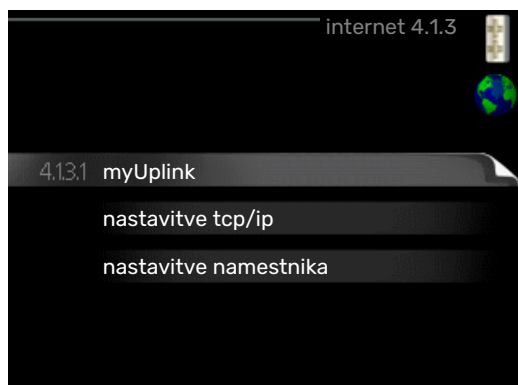 internet 4.1.3
4.1.3.1 myUplink
nastavitve tcp/ip
nastavitve namestnika